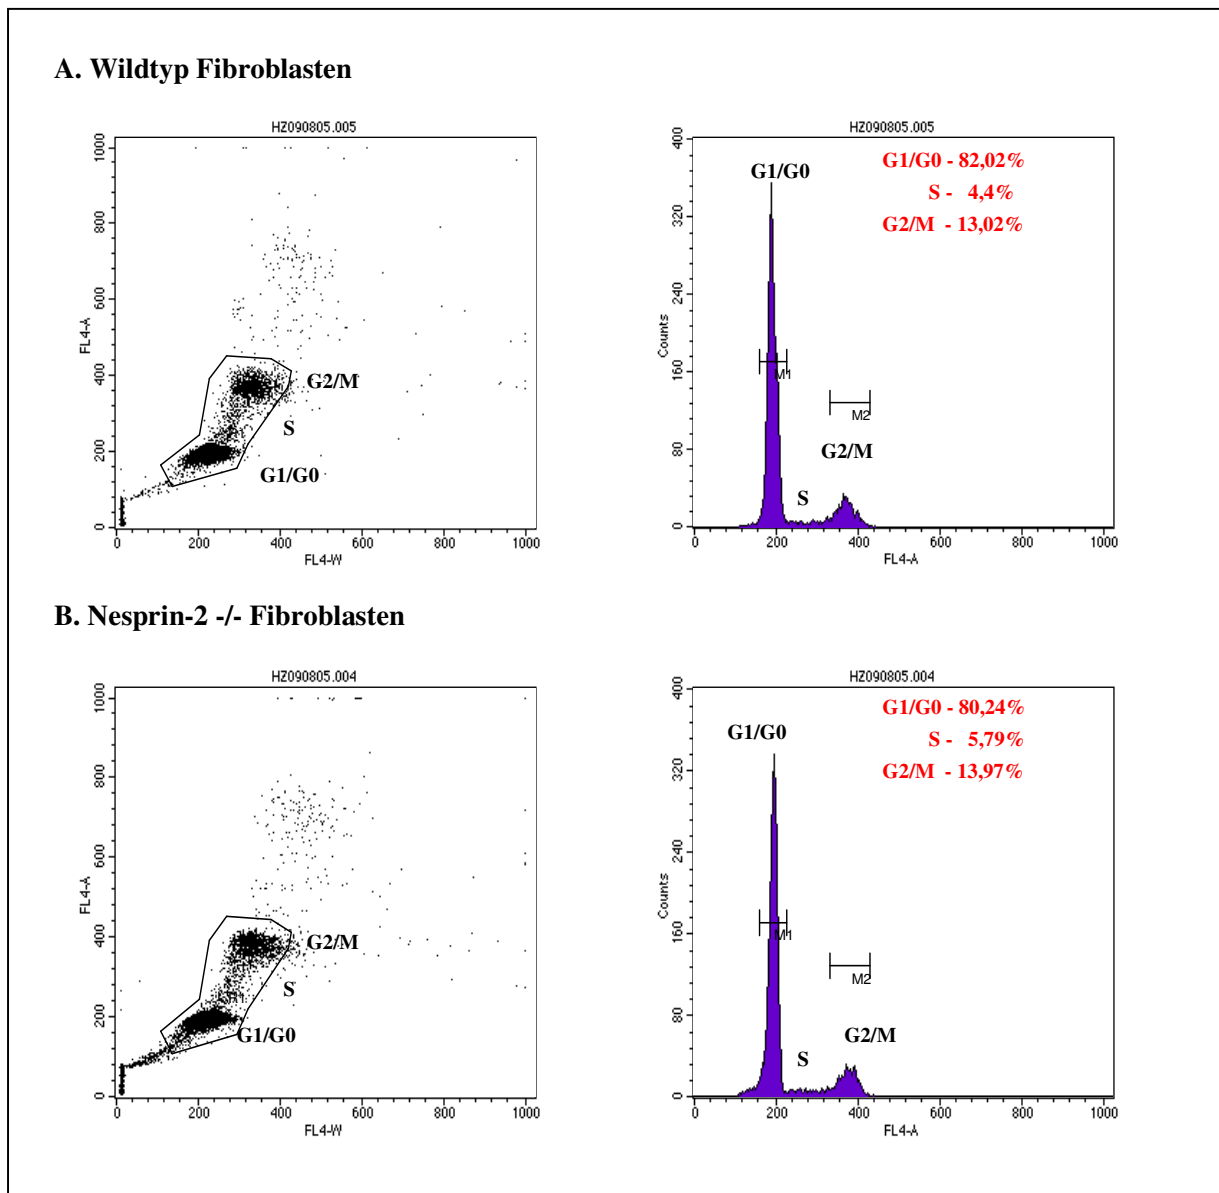 A. Wildtyp Fibroblasten
HZ090805.005
1000
800
600
400
200
0
FL4-A
0 200 400 600 800 1000
FL4-W
G2/M
S
G1/G0
HZ090805.005
400
320
240
160
80
0
Counts
0 200 400 600 800 1000
FL4-A
G1/G0
G1/G0 - 82,02%
S - 4,4%
G2/M - 13,02%
M1
M2
G2/M
S
B. Nesprin-2 -/- Fibroblasten
HZ090805.004
1000
800
600
400
200
0
FL4-A
0 200 400 600 800 1000
FL4-W
G2/M
S
G1/G0
HZ090805.004
400
320
240
160
80
0
Counts
0 200 400 600 800 1000
FL4-A
G1/G0
G1/G0 - 80,24%
S - 5,79%
G2/M - 13,97%
M1
M2
G2/M
S